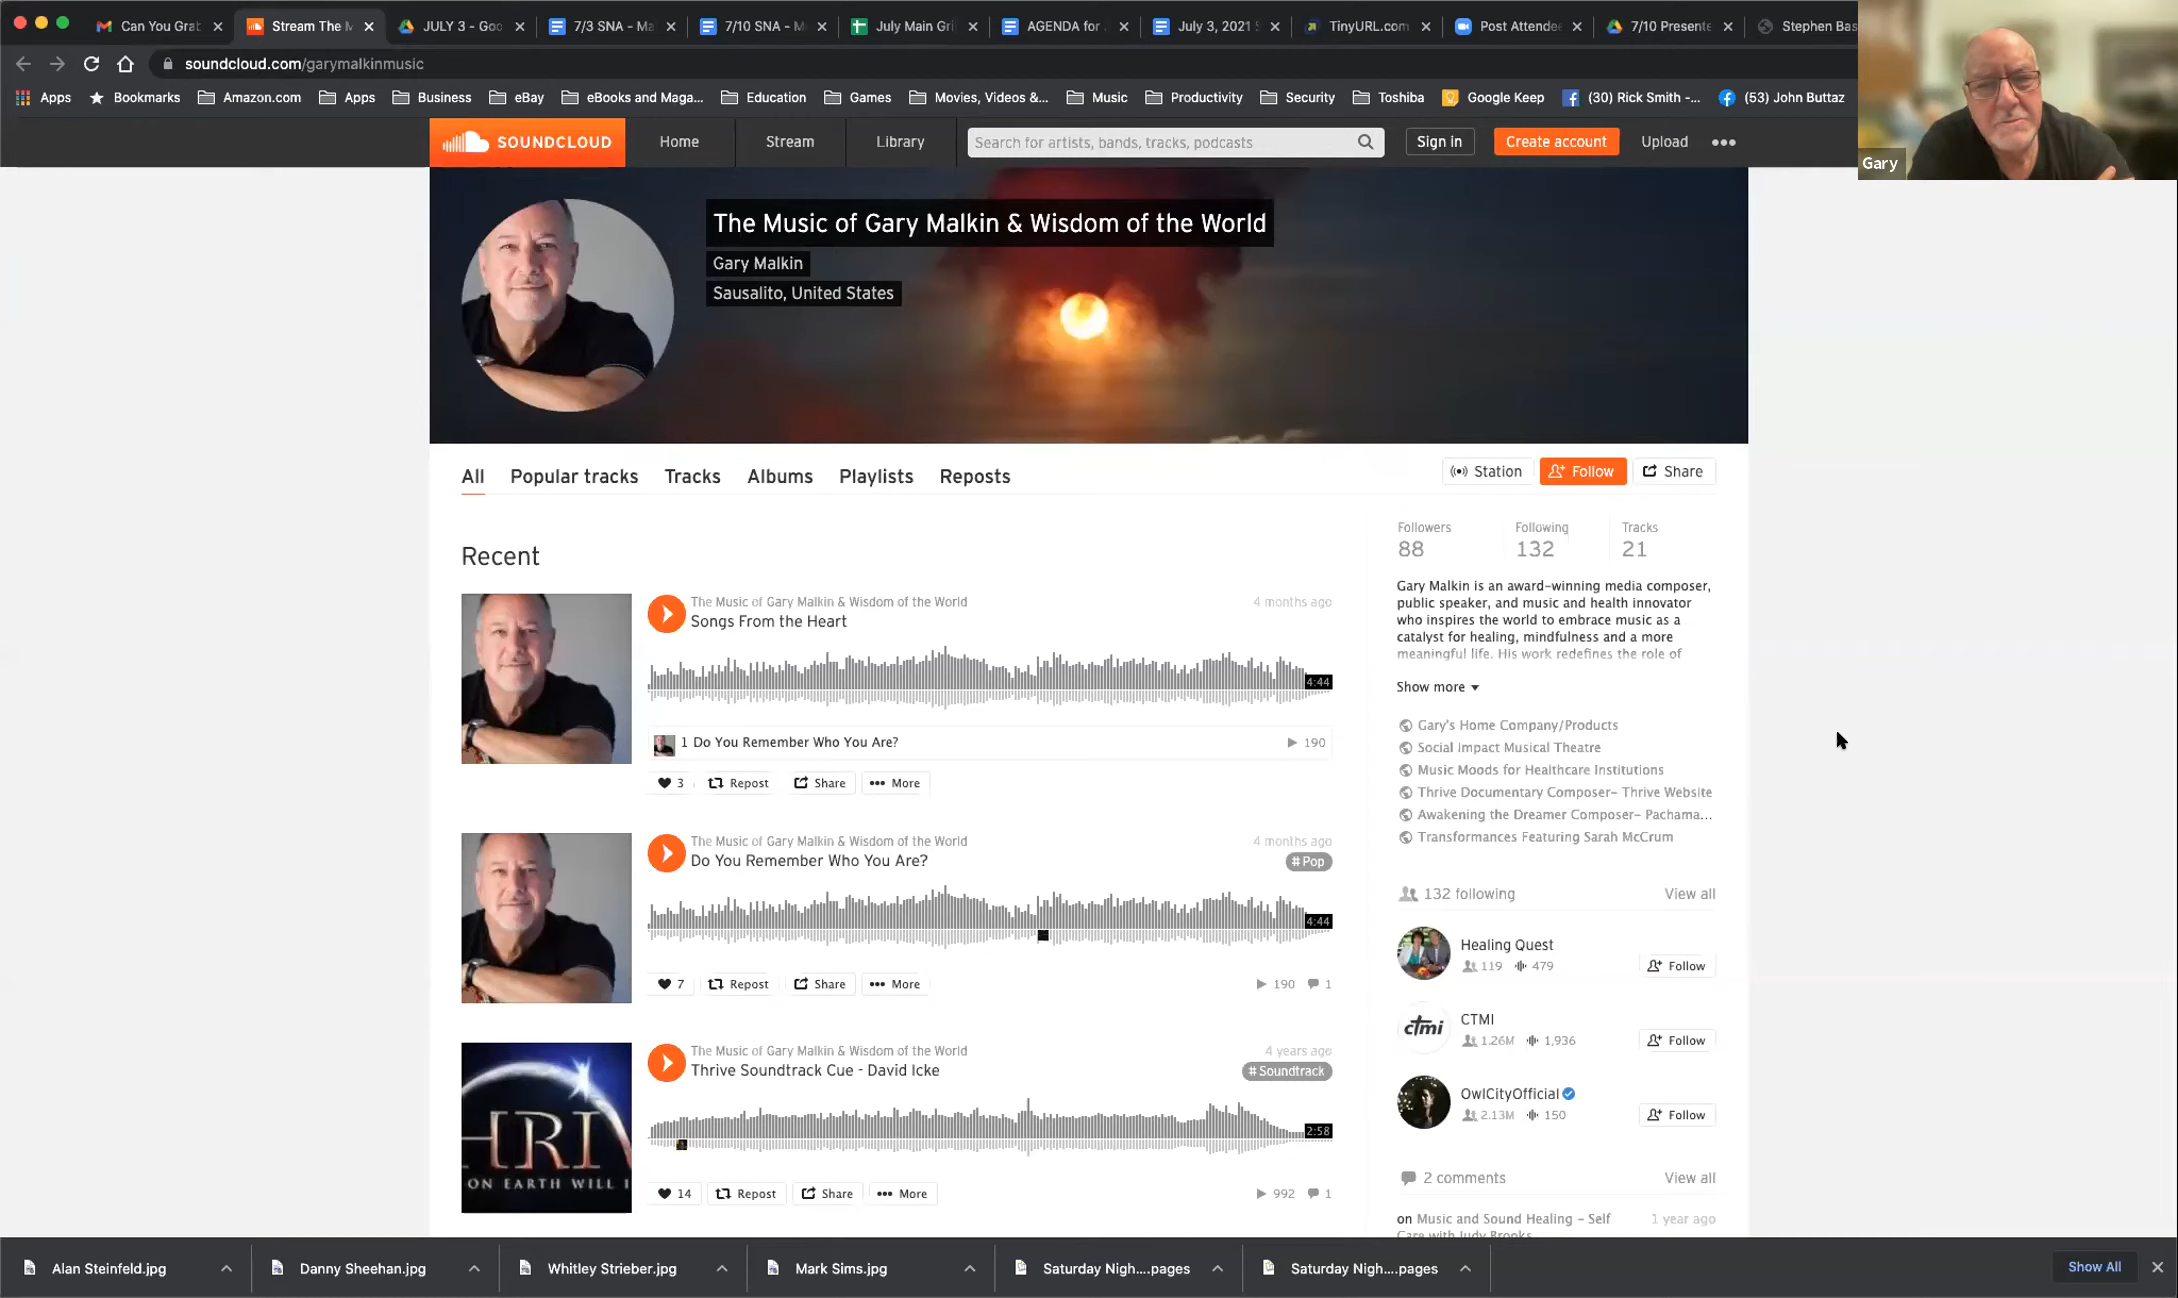 Can You Grat
Stream The M
JULY 3 - Goo
7/3 SNA - Ma
7/10 SNA - M
July Main Gri
AGENDA for
July 3, 2021
TinyURL.com
Post Attendee
7/10 Presente
Stephen Bas
soundcloud.com/garymalkinmusic
Apps
Bookmarks
Amazon.com
Apps
Business
eBay
eBooks and Maga...
Education
Games
Movies, Videos &...
Music
Productivity
Security
Toshiba
Google Keep
(30) Rick Smith -...
(53) John Buttaz
Gary
SOUNDCLOUD
Home
Stream
Library
Search for artists, bands, tracks, podcasts
Sign in
Create account
Upload
The Music of Gary Malkin & Wisdom of the World
Gary Malkin
Sausalito, United States
All
Popular tracks
Tracks
Albums
Playlists
Reposts
Station
Follow
Share
Recent
The Music of Gary Malkin & Wisdom of the World
4 months ago
Songs From the Heart
4:44
1 Do You Remember Who You Are?
190
3
Repost
Share
More
The Music of Gary Malkin & Wisdom of the World
4 months ago
Do You Remember Who You Are?
# Pop
4:44
7
Repost
Share
More
190
1
HRIV
ON EARTH WILL I
The Music of Gary Malkin & Wisdom of the World
4 years ago
Thrive Soundtrack Cue - David Icke
# Soundtrack
2:58
14
Repost
Share
More
992
1
Followers
88
Following
132
Tracks
21
Gary Malkin is an award-winning media composer,
public speaker, and music and health innovator
who inspires the world to embrace music as a
catalyst for healing, mindfulness and a more
meaningful life. His work redefines the role of
Show more
Gary's Home Company/Products
Social Impact Musical Theatre
Music Moods for Healthcare Institutions
Thrive Documentary Composer- Thrive Website
Awakening the Dreamer Composer- Pachama...
Transformances Featuring Sarah McCrum
132 following
View all
Healing Quest
119
479
Follow
ctmi
CTMI
1.26M
1,936
Follow
OwlCityOfficial
2.13M
150
Follow
2 comments
View all
on Music and Sound Healing - Self
1 year ago
Care with Judy Brooks
Alan Steinfeld.jpg
Danny Sheehan.jpg
Whitley Strieber.jpg
Mark Sims.jpg
Saturday Nigh....pages
Saturday Nigh....pages
Show All